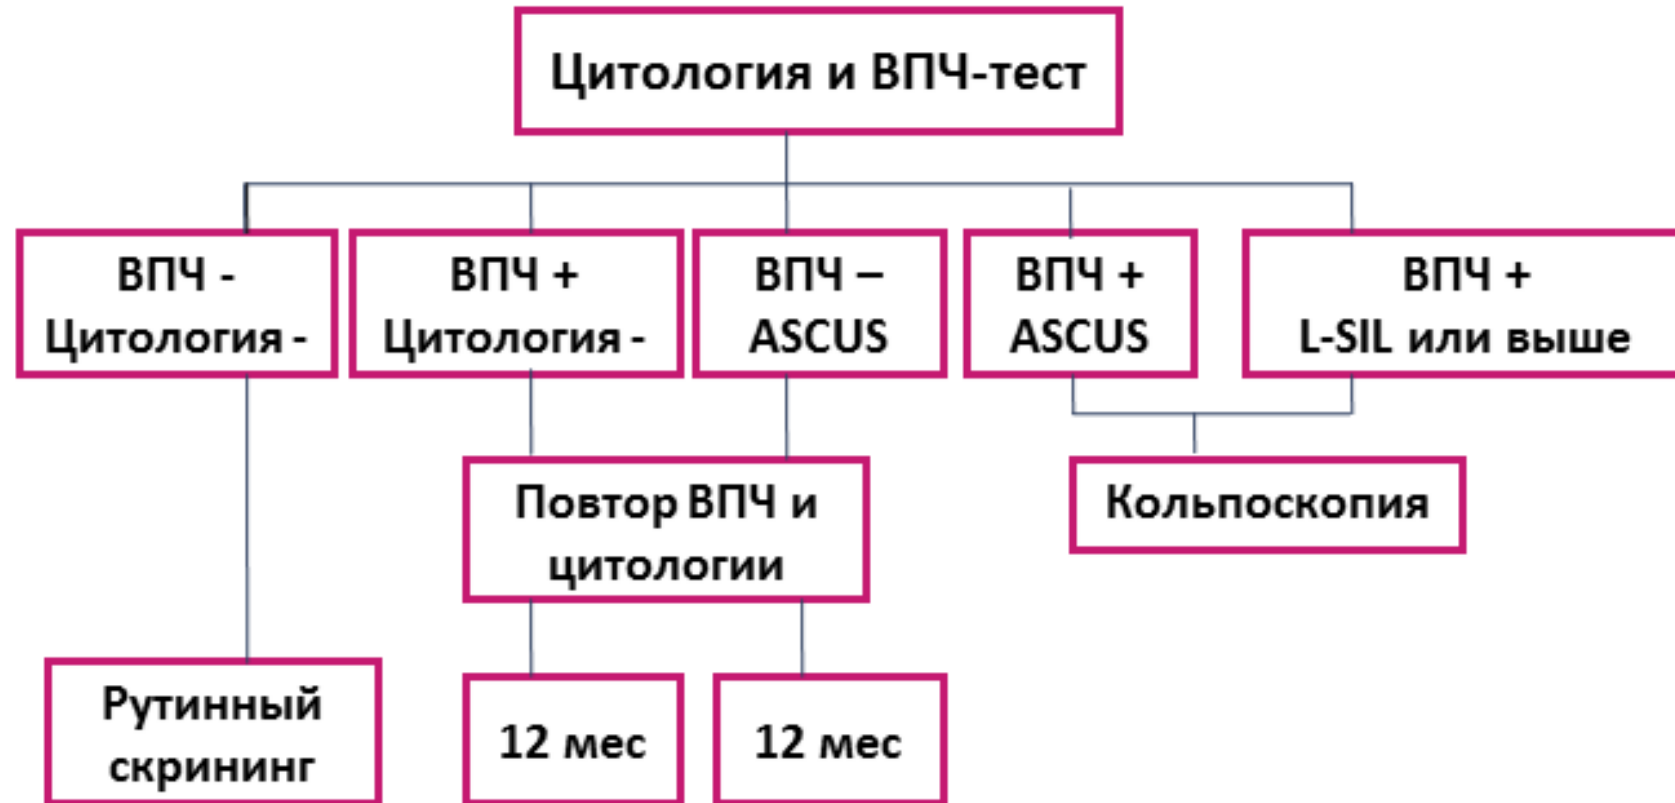 Цитология и ВПЧ-тест
ВПЧ -
Цитология -
ВПЧ +
Цитология -
ВПЧ –
ASCUS
ВПЧ +
ASCUS
ВПЧ +
L-SIL или выше
Повтор ВПЧ и
цитологии
Кольпоскопия
Рутинный
скрининг
12 мес
12 мес